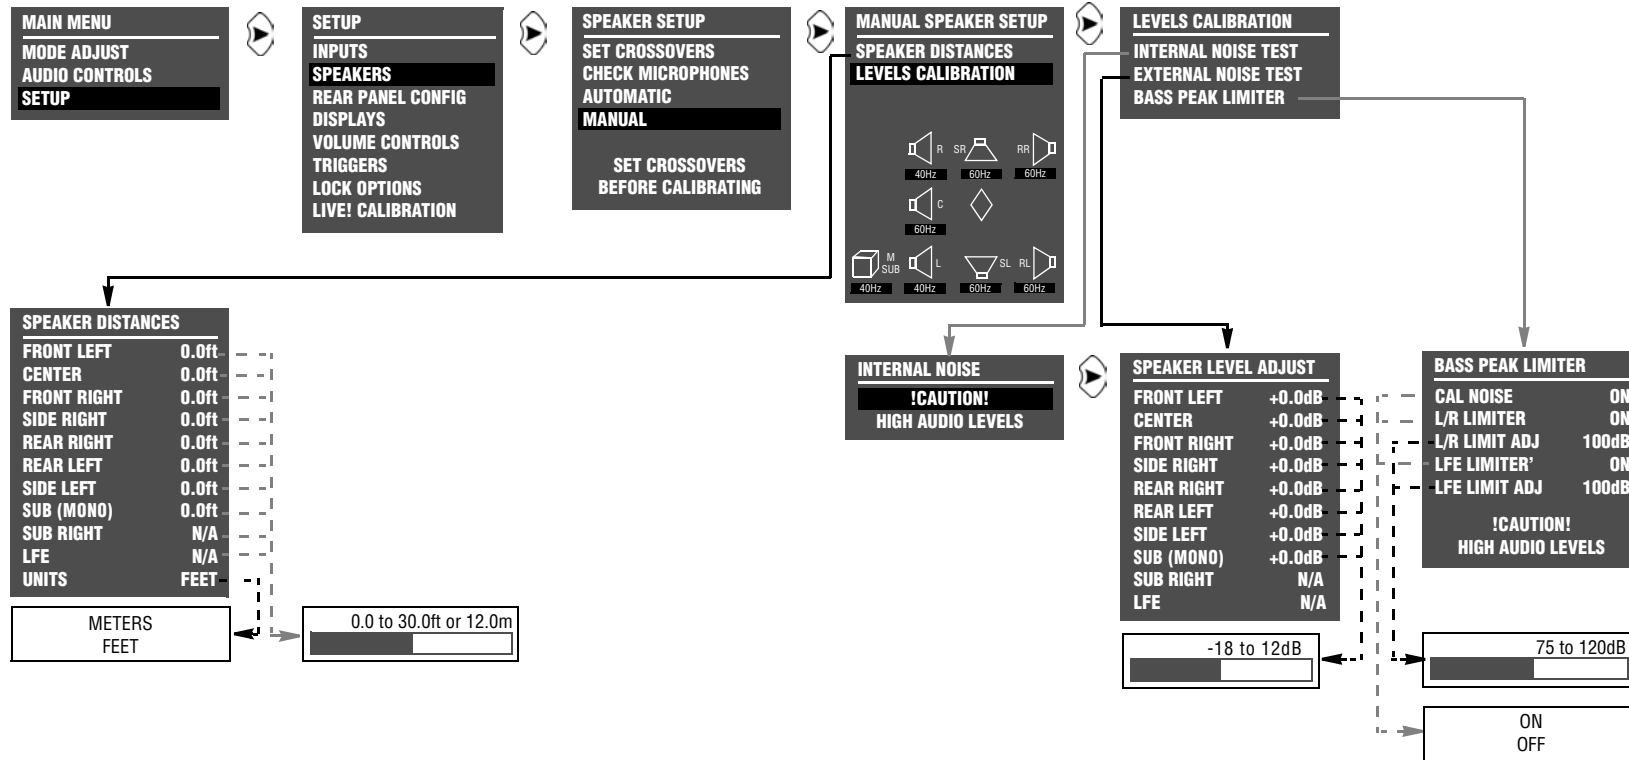 MAIN MENU
MODE ADJUST
AUDIO CONTROLS
SETUP
SETUP
INPUTS
SPEAKERS
REAR PANEL CONFIG
DISPLAYS
VOLUME CONTROLS
TRIGGERS
LOCK OPTIONS
LIVE! CALIBRATION
SPEAKER SETUP
SET CROSSOVERS
CHECK MICROPHONES
AUTOMATIC
MANUAL
SET CROSSOVERS
BEFORE CALIBRATING
MANUAL SPEAKER SETUP
SPEAKER DISTANCES
LEVELS CALIBRATION
R SR RR
40Hz 60Hz 60Hz
C
60Hz
M SUB L SL RL
40Hz 40Hz 60Hz 60Hz
LEVELS CALIBRATION
INTERNAL NOISE TEST
EXTERNAL NOISE TEST
BASS PEAK LIMITER
SPEAKER DISTANCES
FRONT LEFT 0.0ft
CENTER 0.0ft
FRONT RIGHT 0.0ft
SIDE RIGHT 0.0ft
REAR RIGHT 0.0ft
REAR LEFT 0.0ft
SIDE LEFT 0.0ft
SUB (MONO) 0.0ft
SUB RIGHT N/A
LFE N/A
UNITS FEET
METERS
FEET
0.0 to 30.0ft or 12.0m
INTERNAL NOISE
!CAUTION!
HIGH AUDIO LEVELS
SPEAKER LEVEL ADJUST
FRONT LEFT +0.0dB
CENTER +0.0dB
FRONT RIGHT +0.0dB
SIDE RIGHT +0.0dB
REAR RIGHT +0.0dB
REAR LEFT +0.0dB
SIDE LEFT +0.0dB
SUB (MONO) +0.0dB
SUB RIGHT N/A
LFE N/A
-18 to 12dB
BASS PEAK LIMITER
CAL NOISE ON
L/R LIMITER ON
L/R LIMIT ADJ 100dB
LFE LIMITER' ON
LFE LIMIT ADJ 100dB
!CAUTION!
HIGH AUDIO LEVELS
75 to 120dB
ON
OFF